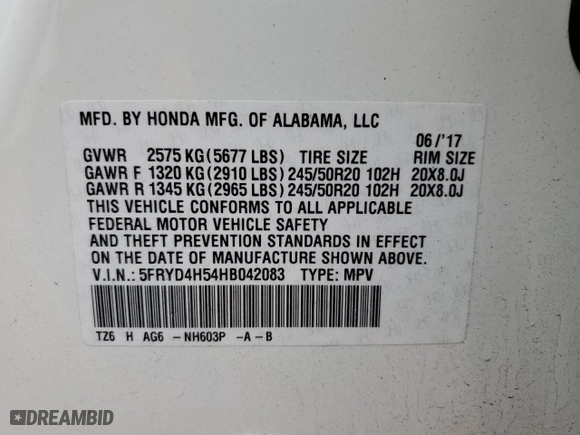 MFD. BY HONDA MFG. OF ALABAMA, LLC
06/'17
GVWR 2575 KG(5677 LBS) TIRE SIZE RIM SIZE
GAWR F 1320 KG(2910 LBS)245/50R20 102H 20X8.0J
GAWR R 1345 KG(2965 LBS)245/50R20 102H 20X8.0J
THIS VEHICLE CONFORMS TO ALL APPLICABLE
FEDERAL MOTOR VEHICLE SAFETY
AND THEFT PREVENTION STANDARDS IN EFFECT
ON THE DATE OF MANUFACTURE SHOWN ABOVE.
V.I.N.: 5FRYD4H54HB042083 TYPE: MPV
TZ6 H AG6 -NH603P -A-B
DREAMBID